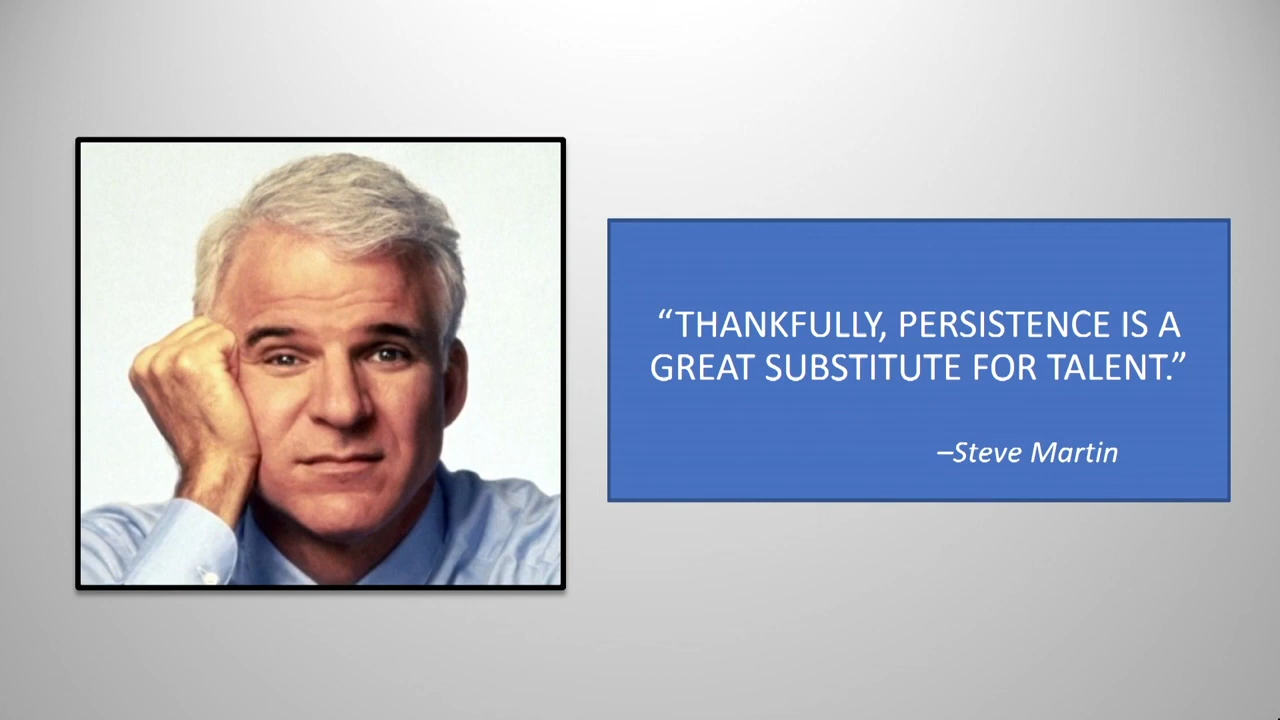 “THANKFULLY, PERSISTENCE IS A
GREAT SUBSTITUTE FOR TALENT.”
–Steve Martin